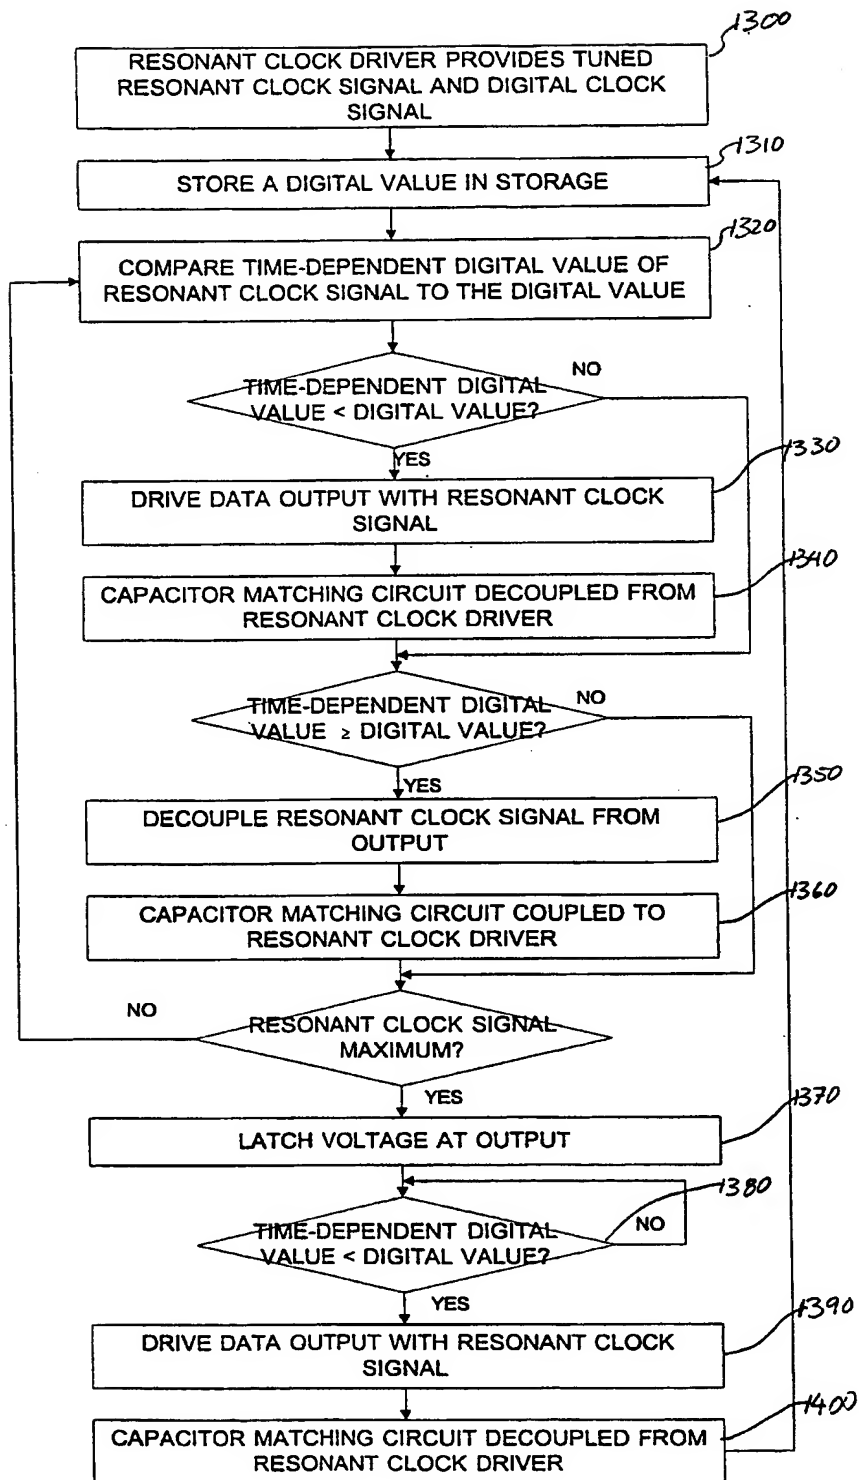 1300
RESONANT CLOCK DRIVER PROVIDES TUNED
RESONANT CLOCK SIGNAL AND DIGITAL CLOCK
SIGNAL
1310
STORE A DIGITAL VALUE IN STORAGE
1320
COMPARE TIME-DEPENDENT DIGITAL VALUE OF
RESONANT CLOCK SIGNAL TO THE DIGITAL VALUE
NO
TIME-DEPENDENT DIGITAL
VALUE < DIGITAL VALUE?
YES
1330
DRIVE DATA OUTPUT WITH RESONANT CLOCK
SIGNAL
1340
CAPACITOR MATCHING CIRCUIT DECOUPLED FROM
RESONANT CLOCK DRIVER
NO
TIME-DEPENDENT DIGITAL
VALUE ≥ DIGITAL VALUE?
YES
1350
DECOUPLE RESONANT CLOCK SIGNAL FROM
OUTPUT
1360
CAPACITOR MATCHING CIRCUIT COUPLED TO
RESONANT CLOCK DRIVER
NO
RESONANT CLOCK SIGNAL
MAXIMUM?
YES
1370
LATCH VOLTAGE AT OUTPUT
1380
NO
TIME-DEPENDENT DIGITAL
VALUE < DIGITAL VALUE?
YES
1390
DRIVE DATA OUTPUT WITH RESONANT CLOCK
SIGNAL
1400
CAPACITOR MATCHING CIRCUIT DECOUPLED FROM
RESONANT CLOCK DRIVER